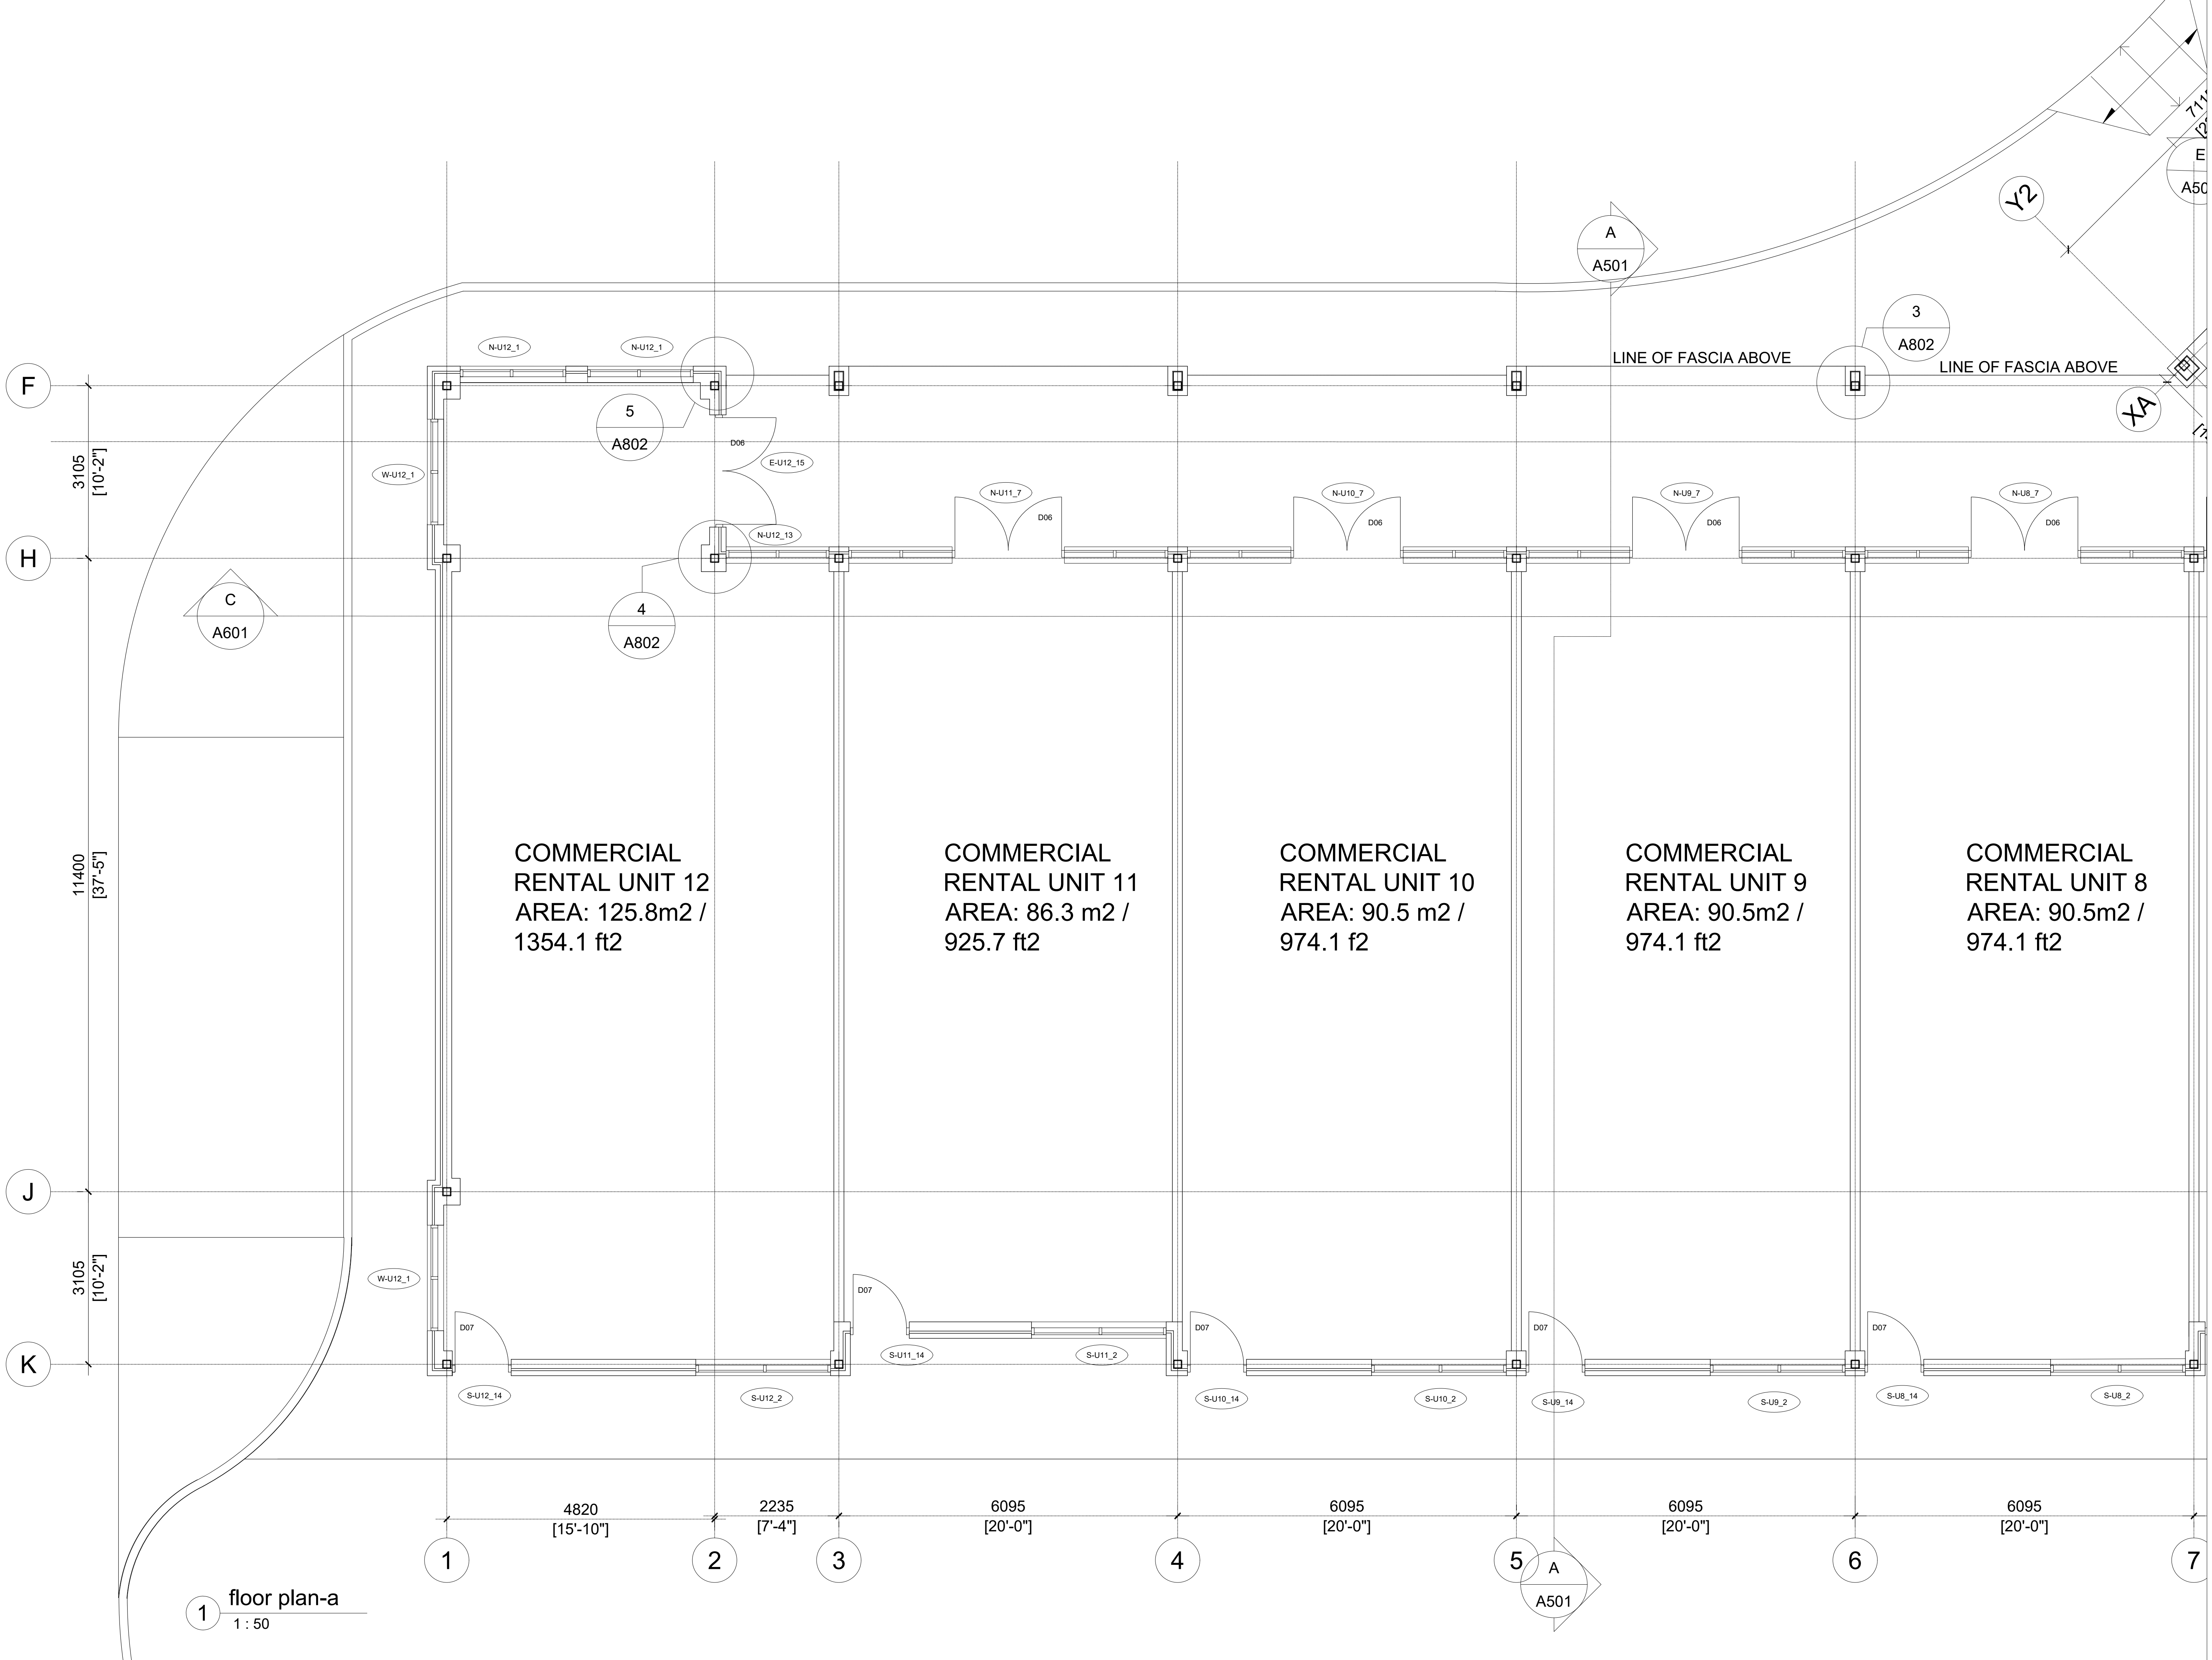 E
A50
Y2
A
A501
3
A802
LINE OF FASCIA ABOVE
LINE OF FASCIA ABOVE
XA
N-U12_1
N-U12_1
F
5
A802
D06
E-U12_15
W-U12_1
3105
[10'-2"]
N-U11_7
D06
N-U10_7
D06
N-U9_7
D06
N-U8_7
D06
N-U12_13
H
C
A601
4
A802
11400
[37'-5"]
COMMERCIAL
RENTAL UNIT 12
AREA: 125.8m2 /
1354.1 ft2
COMMERCIAL
RENTAL UNIT 11
AREA: 86.3 m2 /
925.7 ft2
COMMERCIAL
RENTAL UNIT 10
AREA: 90.5 m2 /
974.1 f2
COMMERCIAL
RENTAL UNIT 9
AREA: 90.5m2 /
974.1 ft2
COMMERCIAL
RENTAL UNIT 8
AREA: 90.5m2 /
974.1 ft2
J
3105
[10'-2"]
W-U12_1
D07
D07
D07
D07
D07
K
S-U11_14
S-U11_2
S-U12_14
S-U12_2
S-U10_14
S-U10_2
S-U9_14
S-U9_2
S-U8_14
S-U8_2
4820
[15'-10"]
2235
[7'-4"]
6095
[20'-0"]
6095
[20'-0"]
6095
[20'-0"]
6095
[20'-0"]
1
2
3
4
5
6
7
A
A501
1
floor plan-a
1 : 50